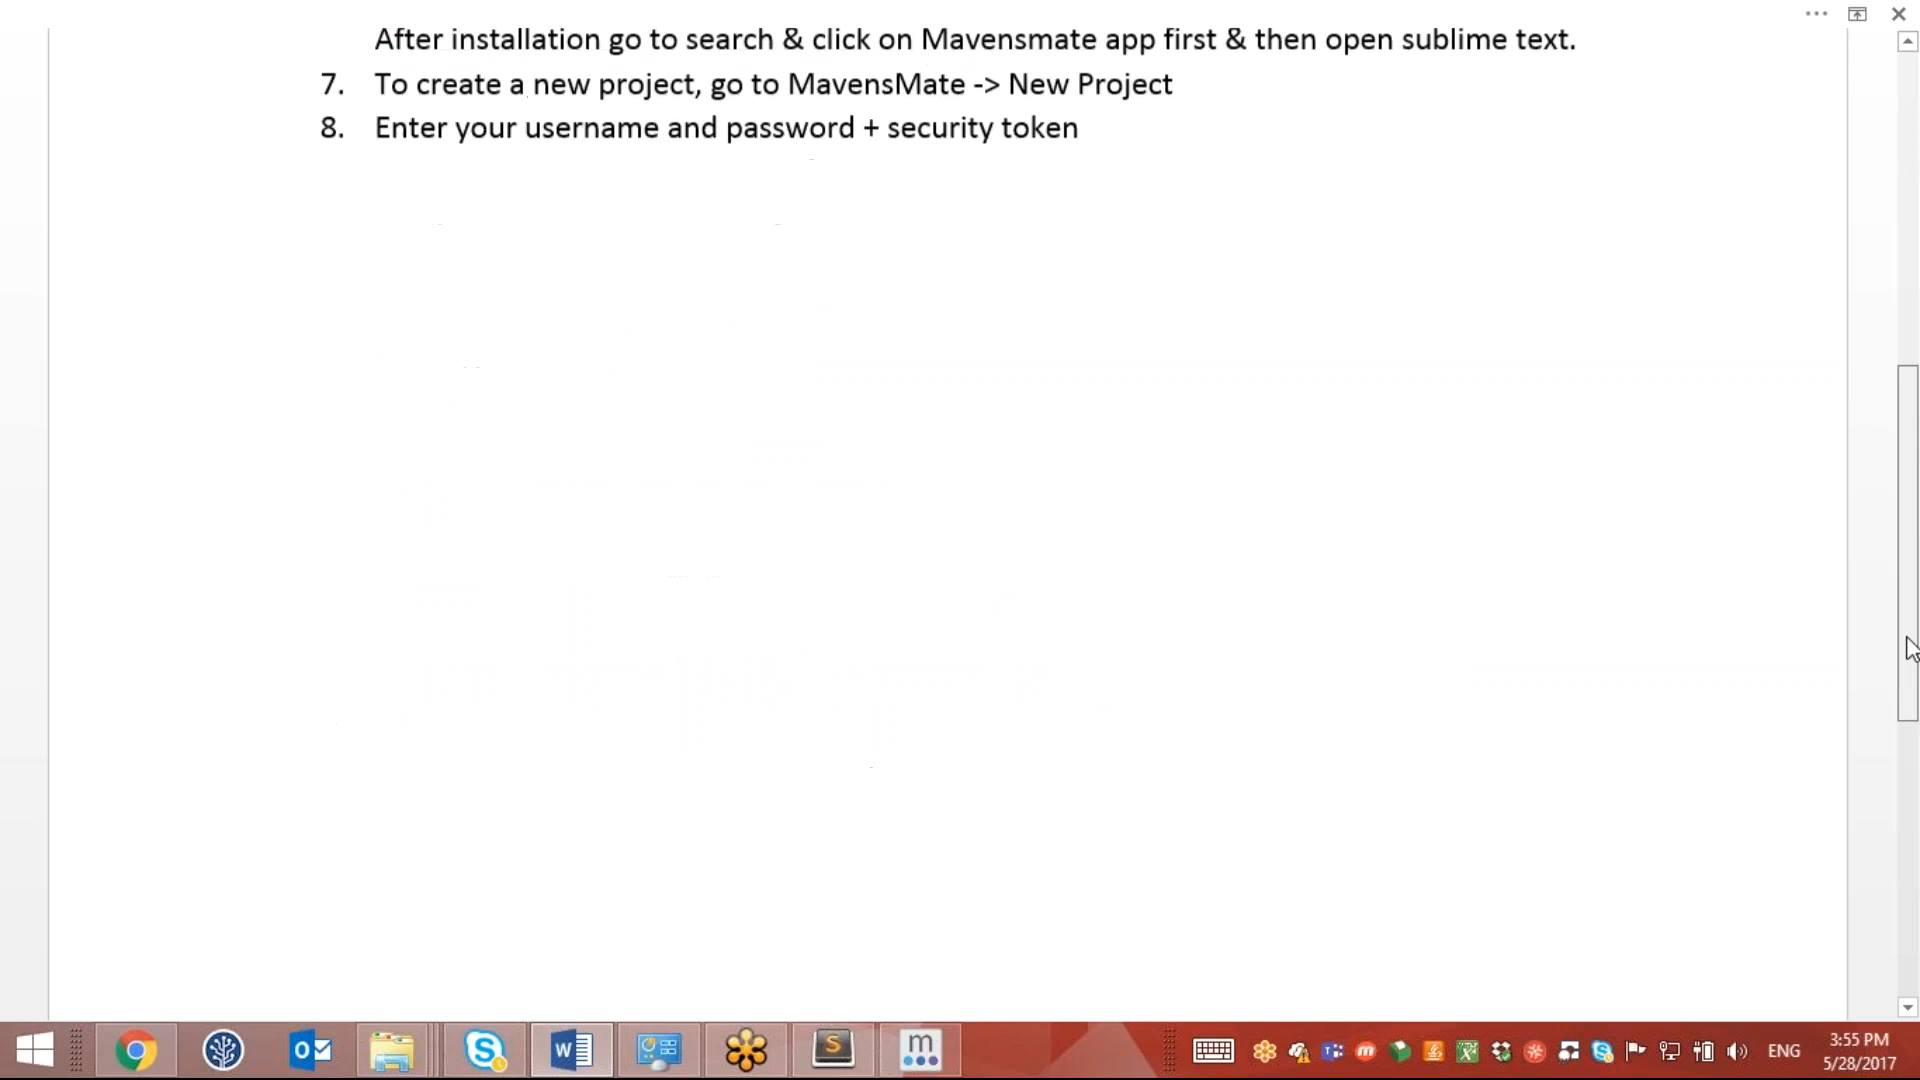 After installation go to search & click on Mavensmate app first & then open sublime text.
7. To create a new project, go to MavensMate -> New Project
8. Enter your username and password + security token
ENG
3:55 PM
5/28/2017